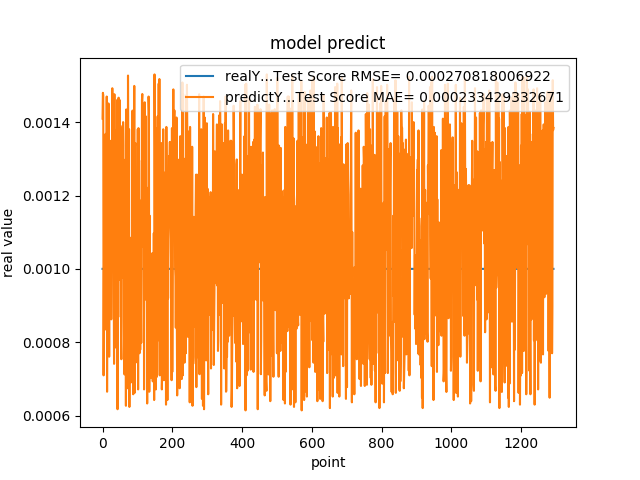 model predict
realY...Test Score RMSE= 0.000270818006922
predictY...Test Score MAE= 0.000233429332671
0.0014
0.0012
0.0010
0.0008
0.0006
real value
0
200
400
600
800
1000
1200
point